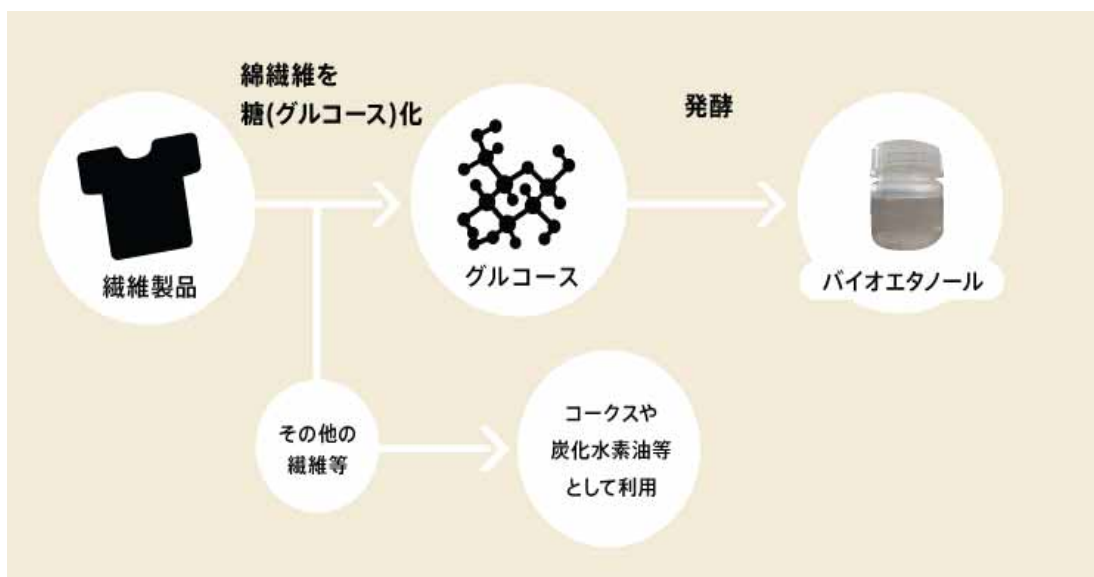 綿繊維を
糖(グルコース)化
発酵
繊維製品
グルコース
バイオエタノール
その他の
繊維等
コークスや
炭化水素油等
として利用